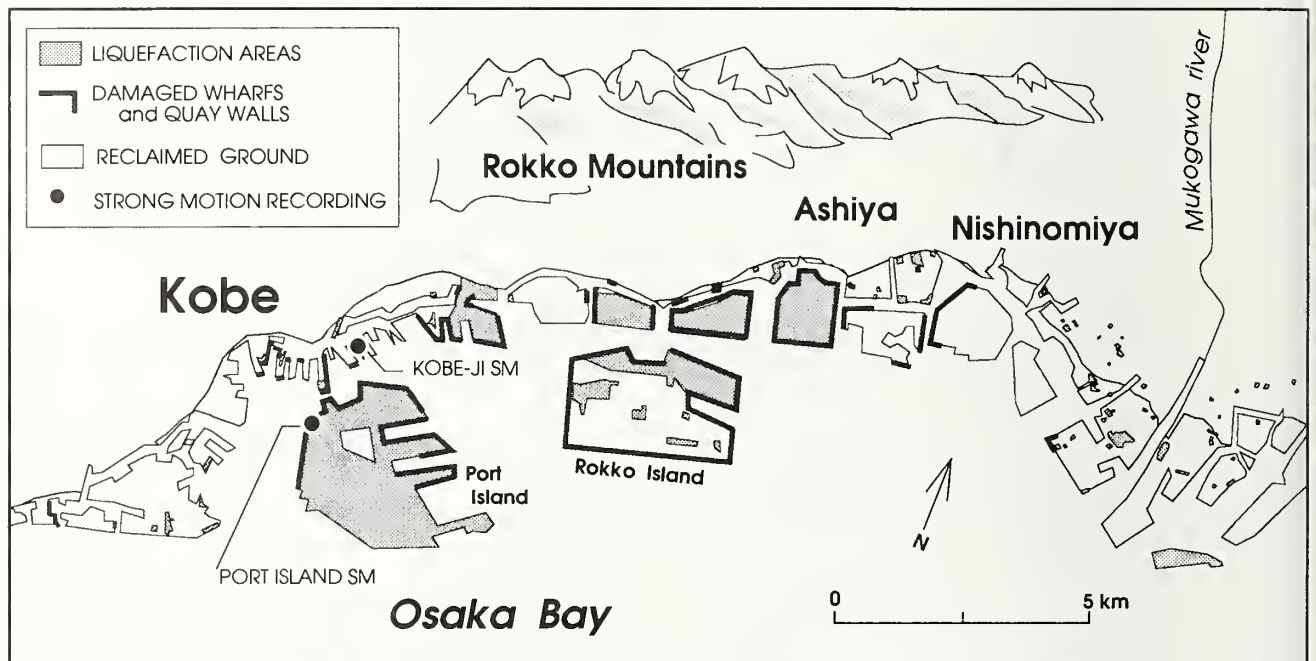 LIQUEFACTION AREAS
DAMAGED WHARFS
and QUAY WALLS
RECLAIMED GROUND
STRONG MOTION RECORDING
Rokko Mountains
Mukogawa river
Ashiya
Nishinomiya
Kobe
KOBE-JI SM
Port
Island
Rokko Island
N
PORT ISLAND SM
Osaka Bay
0
5 km